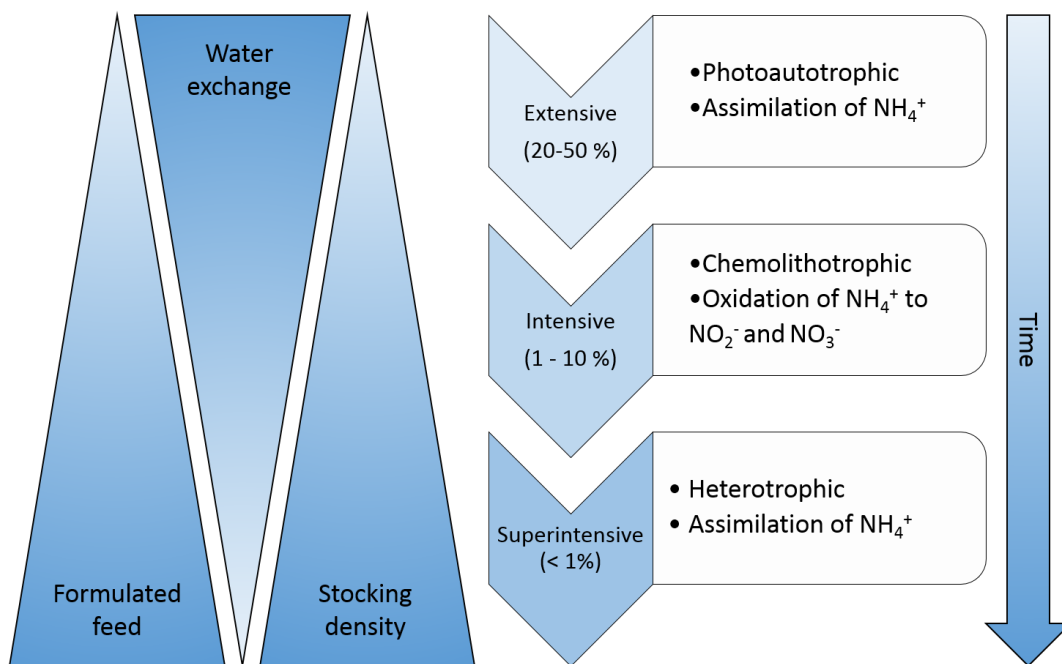 Water
exchange
Formulated
feed
Stocking
density
Extensive
(20-50 %)
•Photoautotrophic
•Assimilation of NH₄⁺
Intensive
(1 - 10 %)
•Chemolithotrophic
•Oxidation of NH₄⁺ to
NO₂⁻ and NO₃⁻
Superintensive
(< 1%)
• Heterotrophic
• Assimilation of NH₄⁺
Time